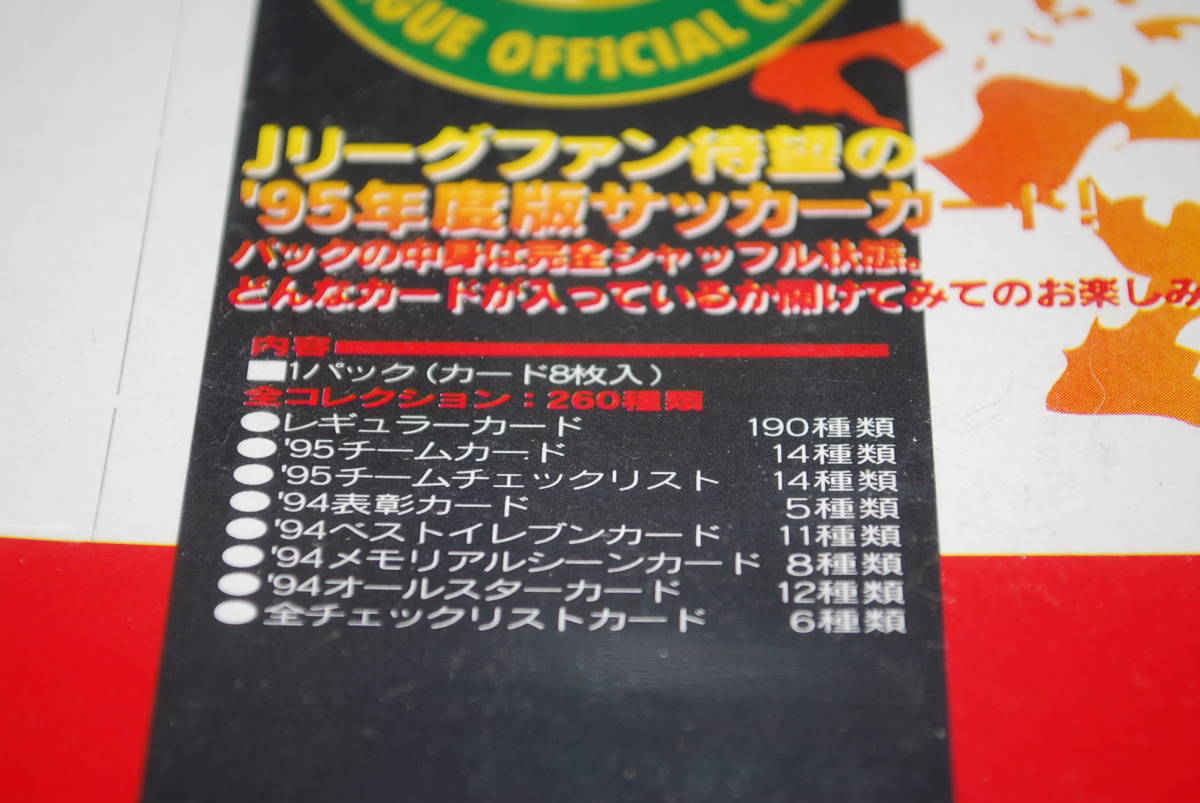 GUE OFFICIAL C
Jリーグファン待望の
'95年度版サッカーカード!
パックの中身は完全シャッフル状態。
どんなカードが入っているか開けてみてのお楽しみ
内容
■1パック(カード8枚入)
全コレクション:260種類
●レギュラーカード 190種類
●'95チームカード 14種類
●'95チームチェックリスト 14種類
●'94表彰カード 5種類
●'94ベストイレブンカード 11種類
●'94メモリアルシーンカード 8種類
●'94オールスターカード 12種類
●全チェックリストカード 6種類